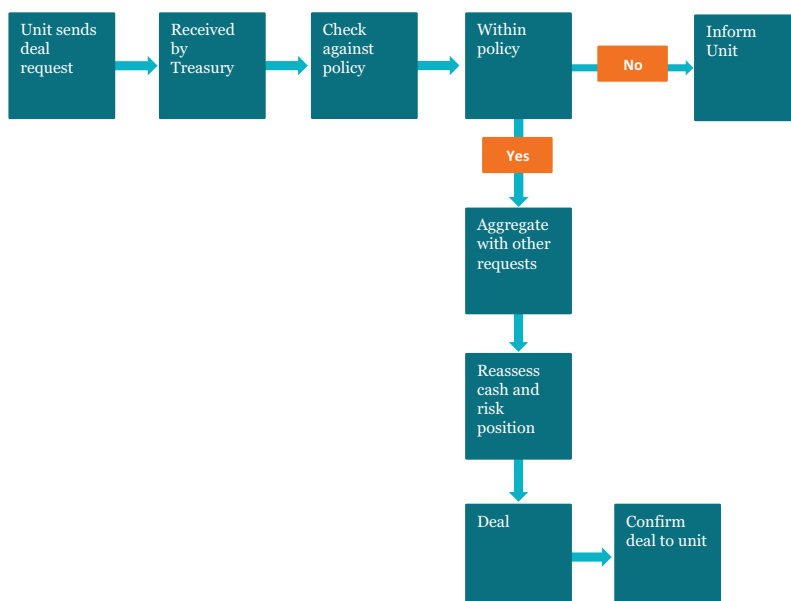 Unit sends
deal
request
Received
by
Treasury
Check
against
policy
Within
policy
No
Inform
Unit
Yes
Aggregate
with other
requests
Reassess
cash and
risk
position
Deal
Confirm
deal to unit